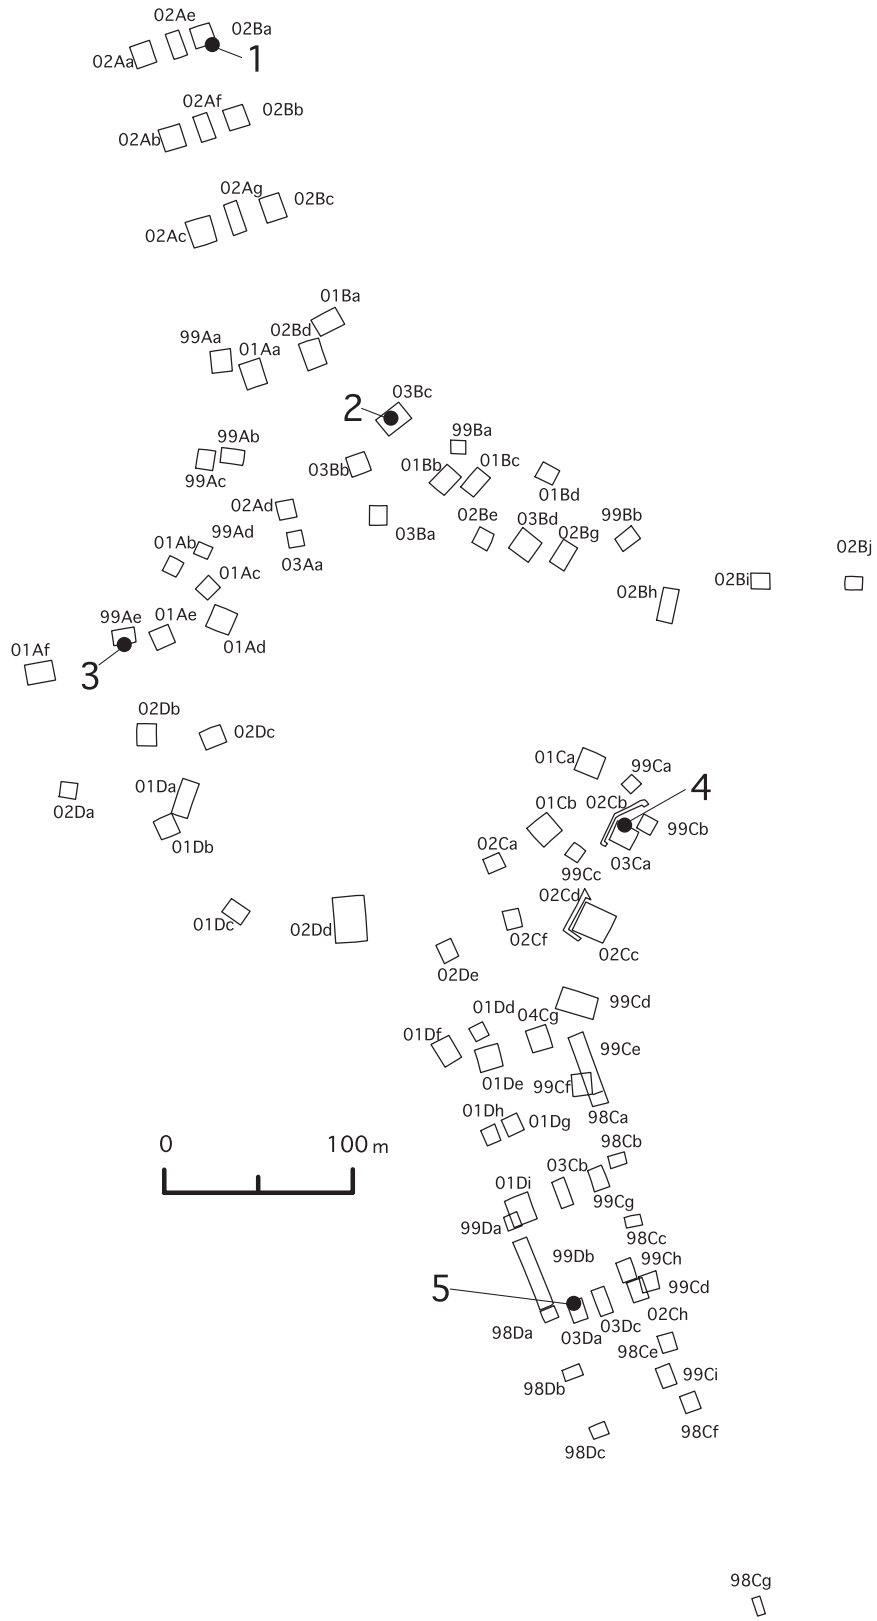 02Ae
02Ba
02Aa
1
02Af
02Bb
02Ab
02Ag
02Bc
02Ac
01Ba
02Bd
99Aa
01Aa
03Bc
2
99Ba
99Ab
03Bb
01Bb
01Bc
99Ac
01Bd
02Ad
02Be
03Bd
99Bb
99Ad
03Ba
02Bg
01Ab
03Aa
02Bj
01Ac
02Bi
02Bh
99Ae
01Ae
01Ad
01Af
3
02Db
02Dc
01Ca
99Ca
01Da
4
02Da
01Cb
02Cb
99Cb
01Db
02Ca
03Ca
99Cc
02Cd
01Dc
02Dd
02Cf
02Cc
02De
99Cd
01Dd
04Cg
01Df
99Ce
01De
99Cf
01Dh
98Ca
01Dg
0 100 m
98Cb
03Cb
01Di
99Cg
99Da
98Cc
99Db
99Ch
5
99Cd
02Ch
98Da
03Da
03Dc
98Ce
99Ci
98Db
98Cf
98Dc
98Cg